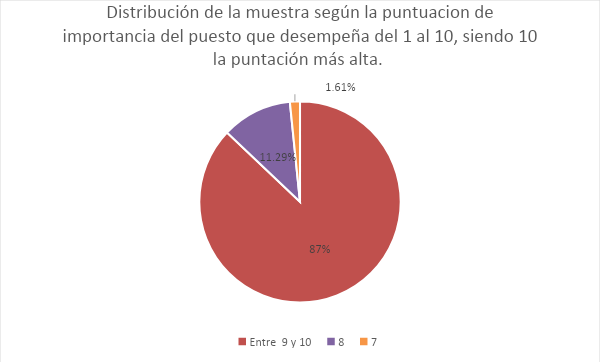 Distribución de la muestra según la puntuacion de
importancia del puesto que desempeña del 1 al 10, siendo 10
la puntación más alta.
1.61%
11.29%
87%
Entre 9 y 10 8 7